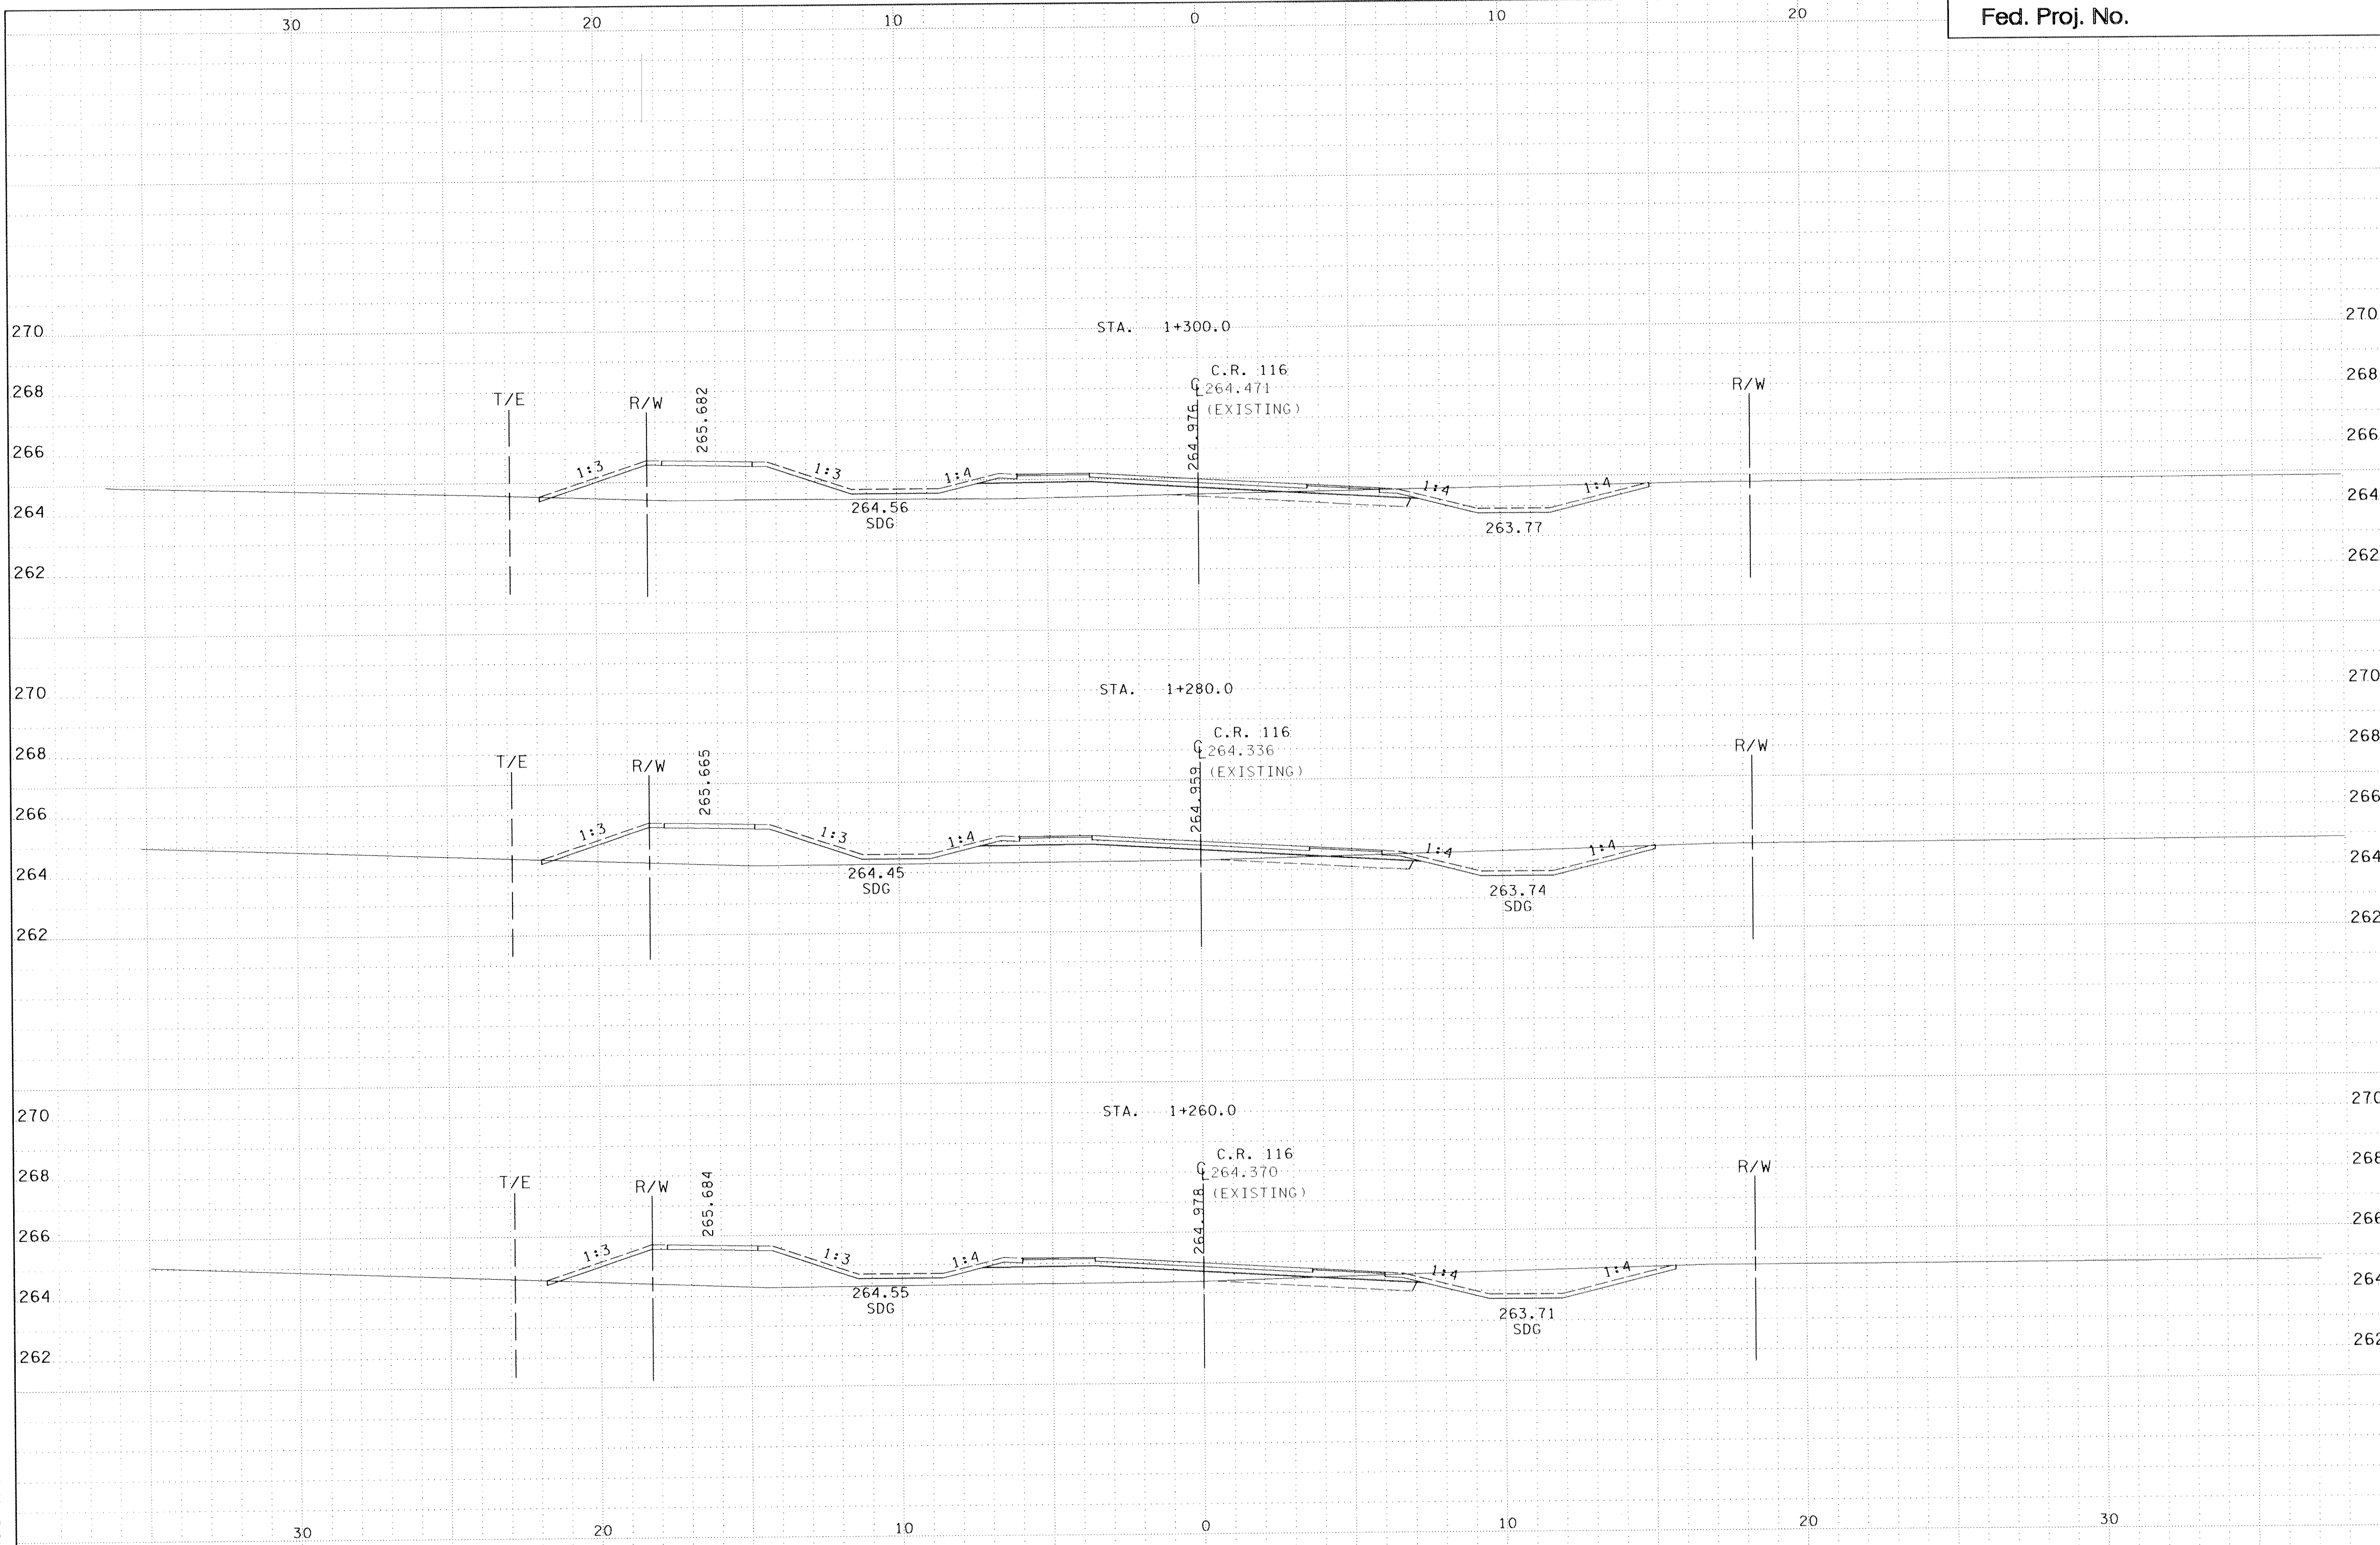 30 20 10 0 10 20
Fed. Proj. No.
270 STA. 1+300.0 270
C.R. 116
268 T/E R/W 265.682 ℄ 264.471 R/W 268
(EXISTING)
264.976
266 1:3 1:3 1:4 1:4 1:4 266
264 264.56 263.77 264
SDG
262 262
270 STA. 1+280.0 270
C.R. 116
268 T/E R/W 265.665 ℄ 264.336 R/W 268
(EXISTING)
264.959
266 1:3 1:3 1:4 1:4 1:4 266
264 264.45 263.74 264
SDG SDG
262 262
270 STA. 1+260.0 270
C.R. 116
268 T/E R/W 265.684 ℄ 264.370 R/W 268
(EXISTING)
264.978
266 1:3 1:3 1:4 1:4 1:4 266
264 264.55 263.71 264
SDG SDG
262 262
30 20 10 0 10 20 30